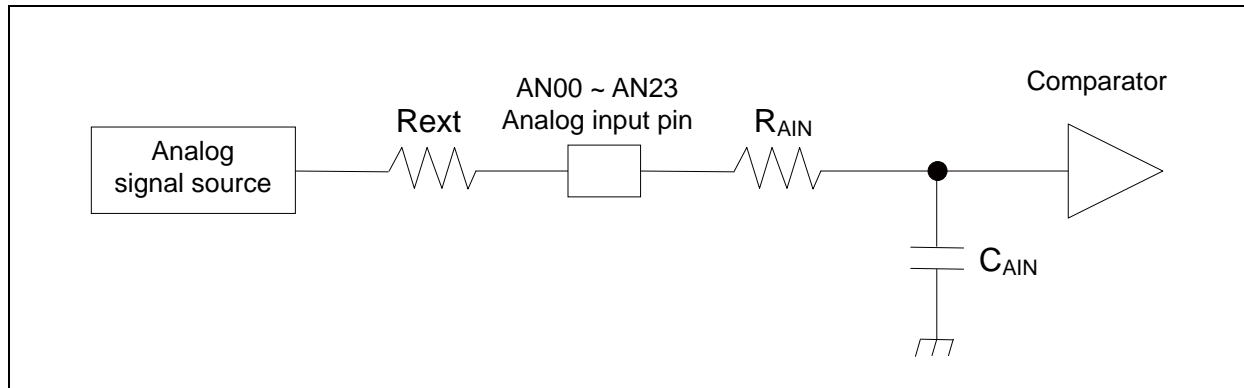 Analog
signal source
Rext
AN00 ~ AN23
Analog input pin
RAIN
CAIN
Comparator